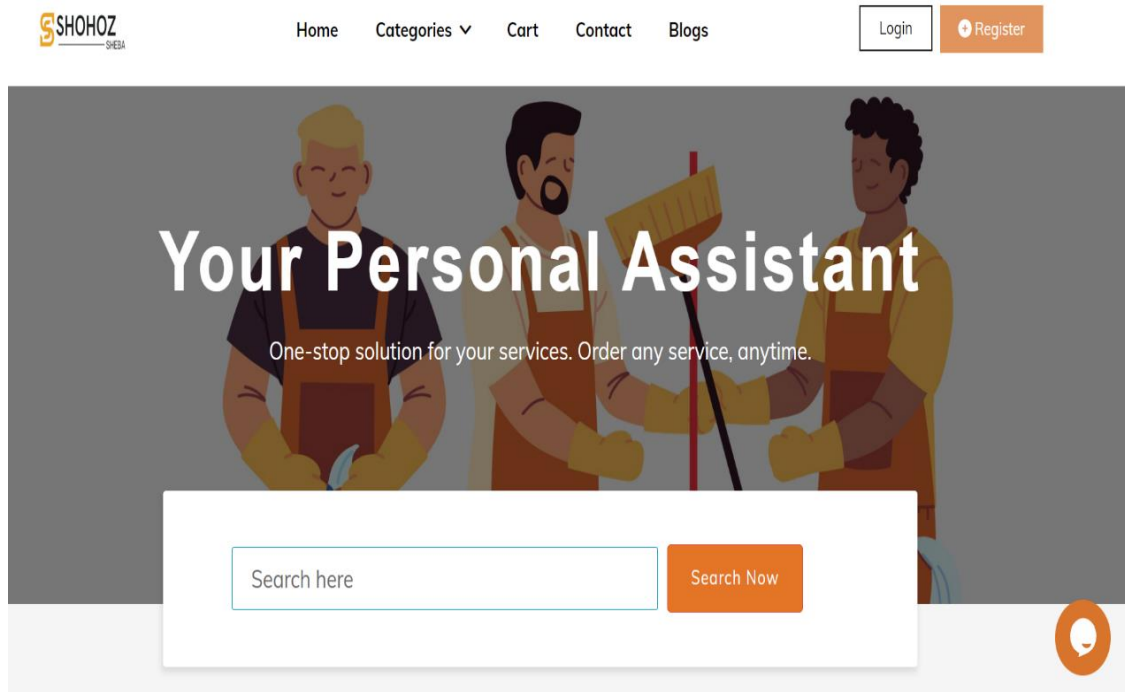 SHOHOZ
SHEBA
Home Categories Cart Contact Blogs Login Register
Your Personal Assistant
One-stop solution for your services. Order any service, anytime.
Search here Search Now